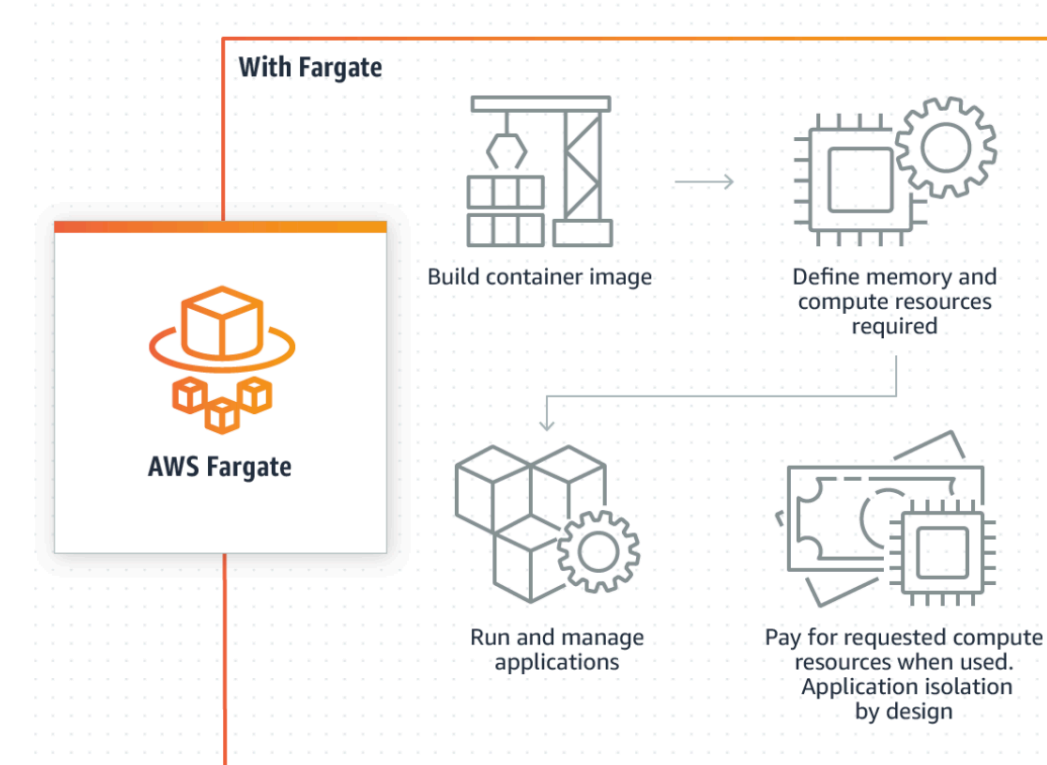 With Fargate
Build container image
Define memory and
compute resources
required
AWS Fargate
Run and manage
applications
Pay for requested compute
resources when used.
Application isolation
by design